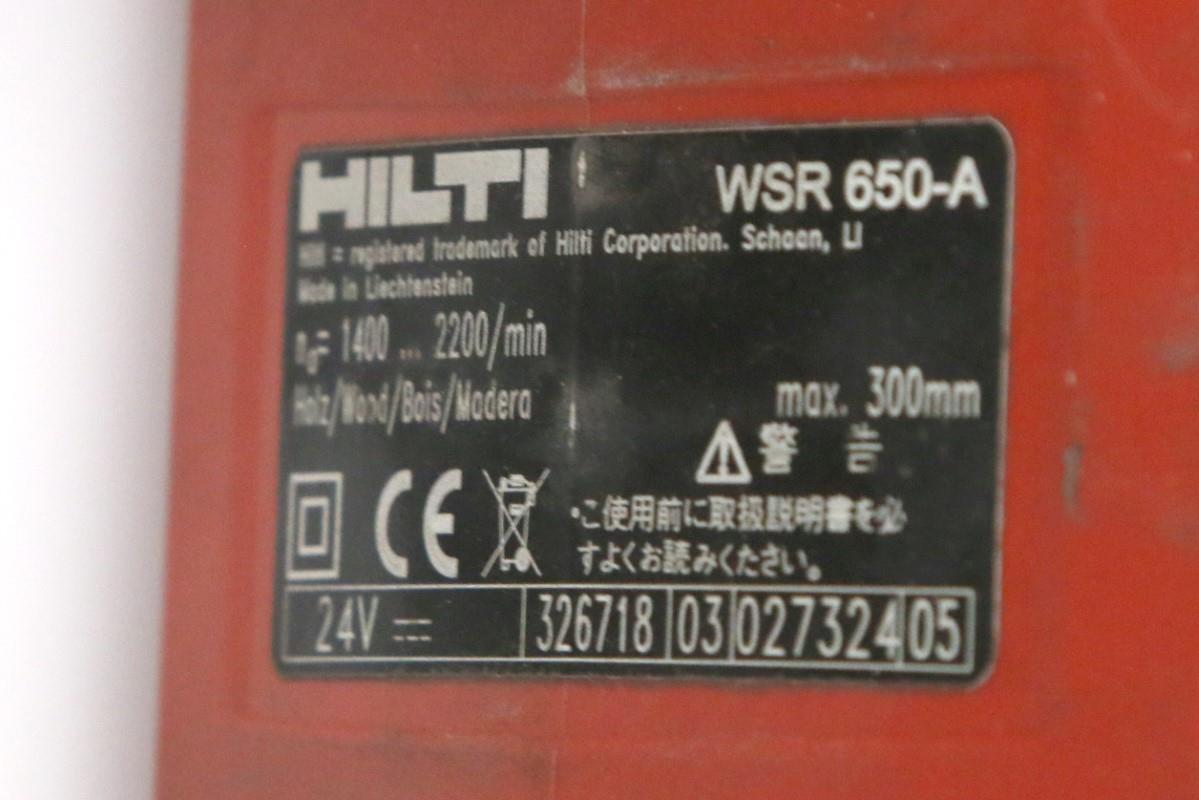 HILTI WSR 650-A
Hilti = registered trademark of Hilti Corporation. Schaan, LI
Made in Liechtenstein
n₀= 1400 ... 2200/min
Holz/Wood/Bois/Madera
max. 300mm
警 告
・ご使用前に取扱説明書を必
ずよくお読みください。
24V 326718 03 027324 05